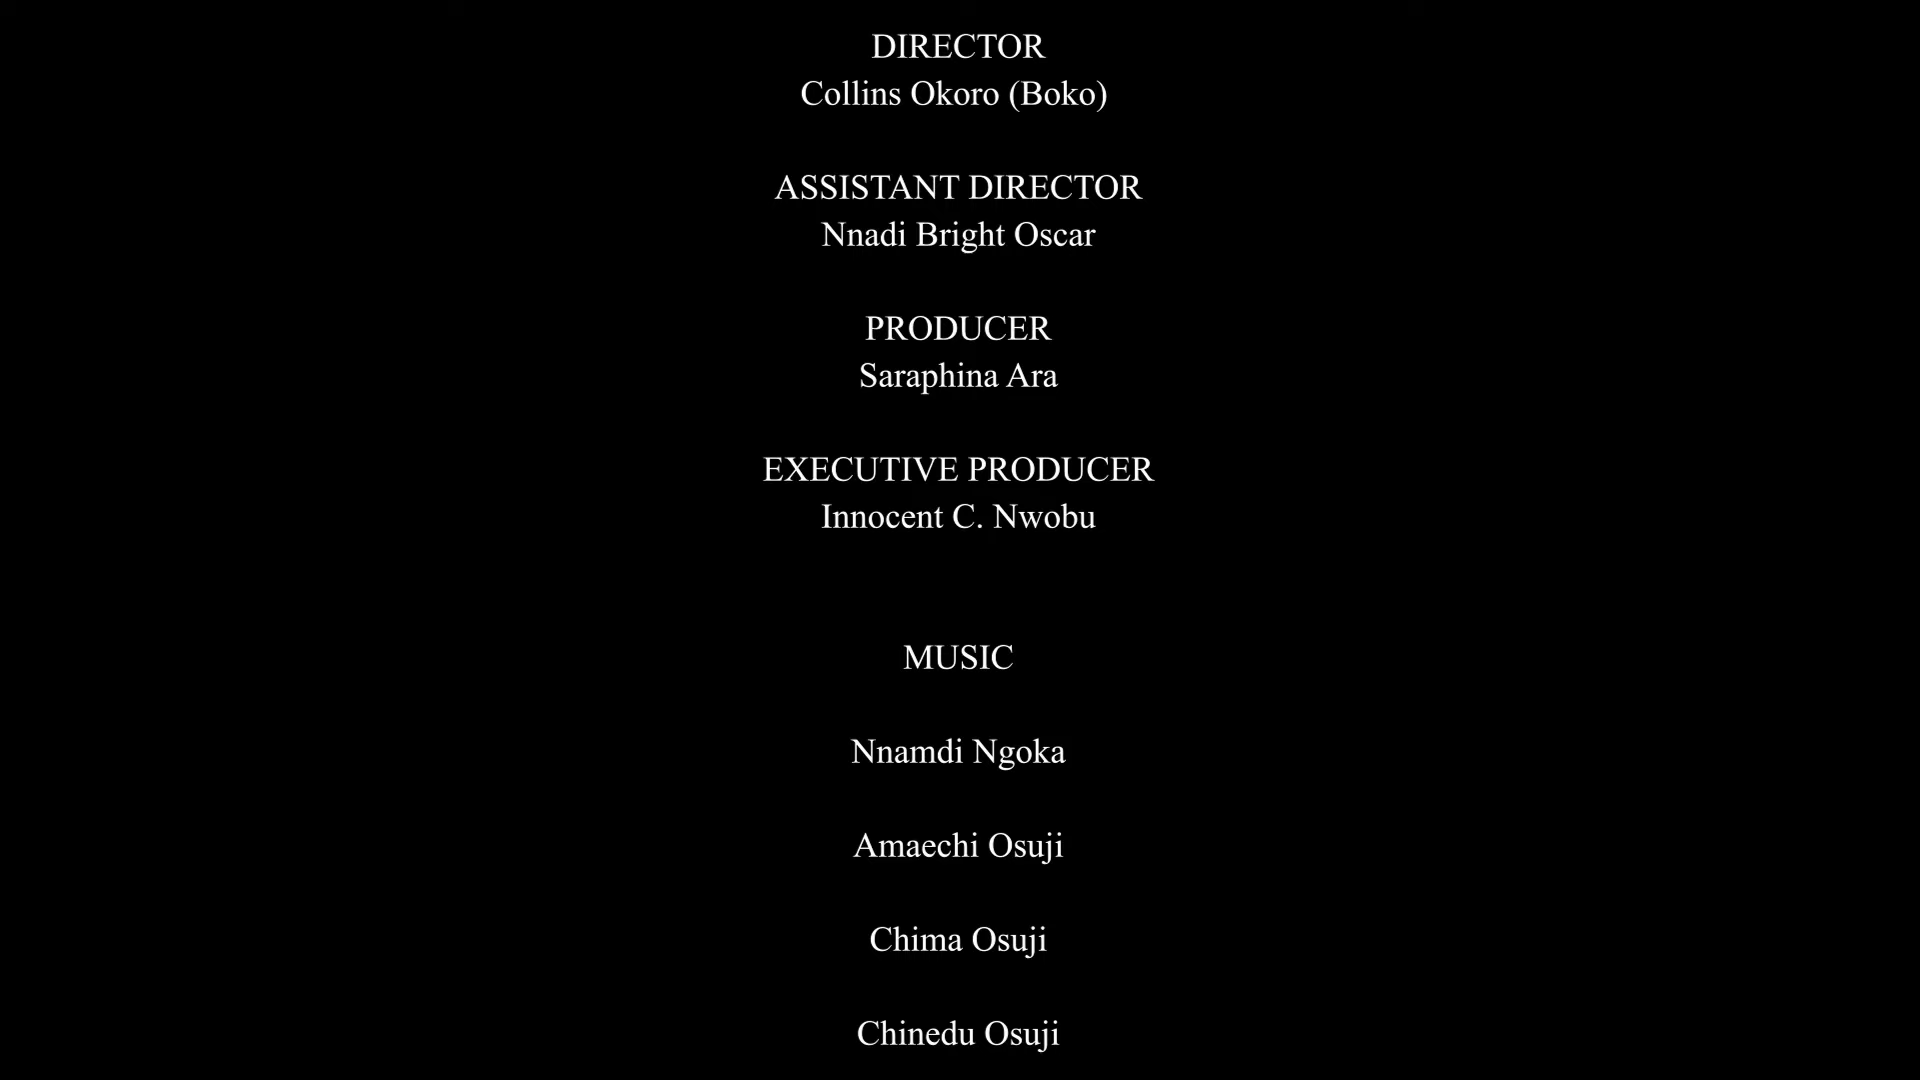 DIRECTOR
Collins Okoro (Boko)
ASSISTANT DIRECTOR
Nnadi Bright Oscar
PRODUCER
Saraphina Ara
EXECUTIVE PRODUCER
Innocent C. Nwobu
MUSIC
Nnamdi Ngoka
Amaechi Osuji
Chima Osuji
Chinedu Osuji